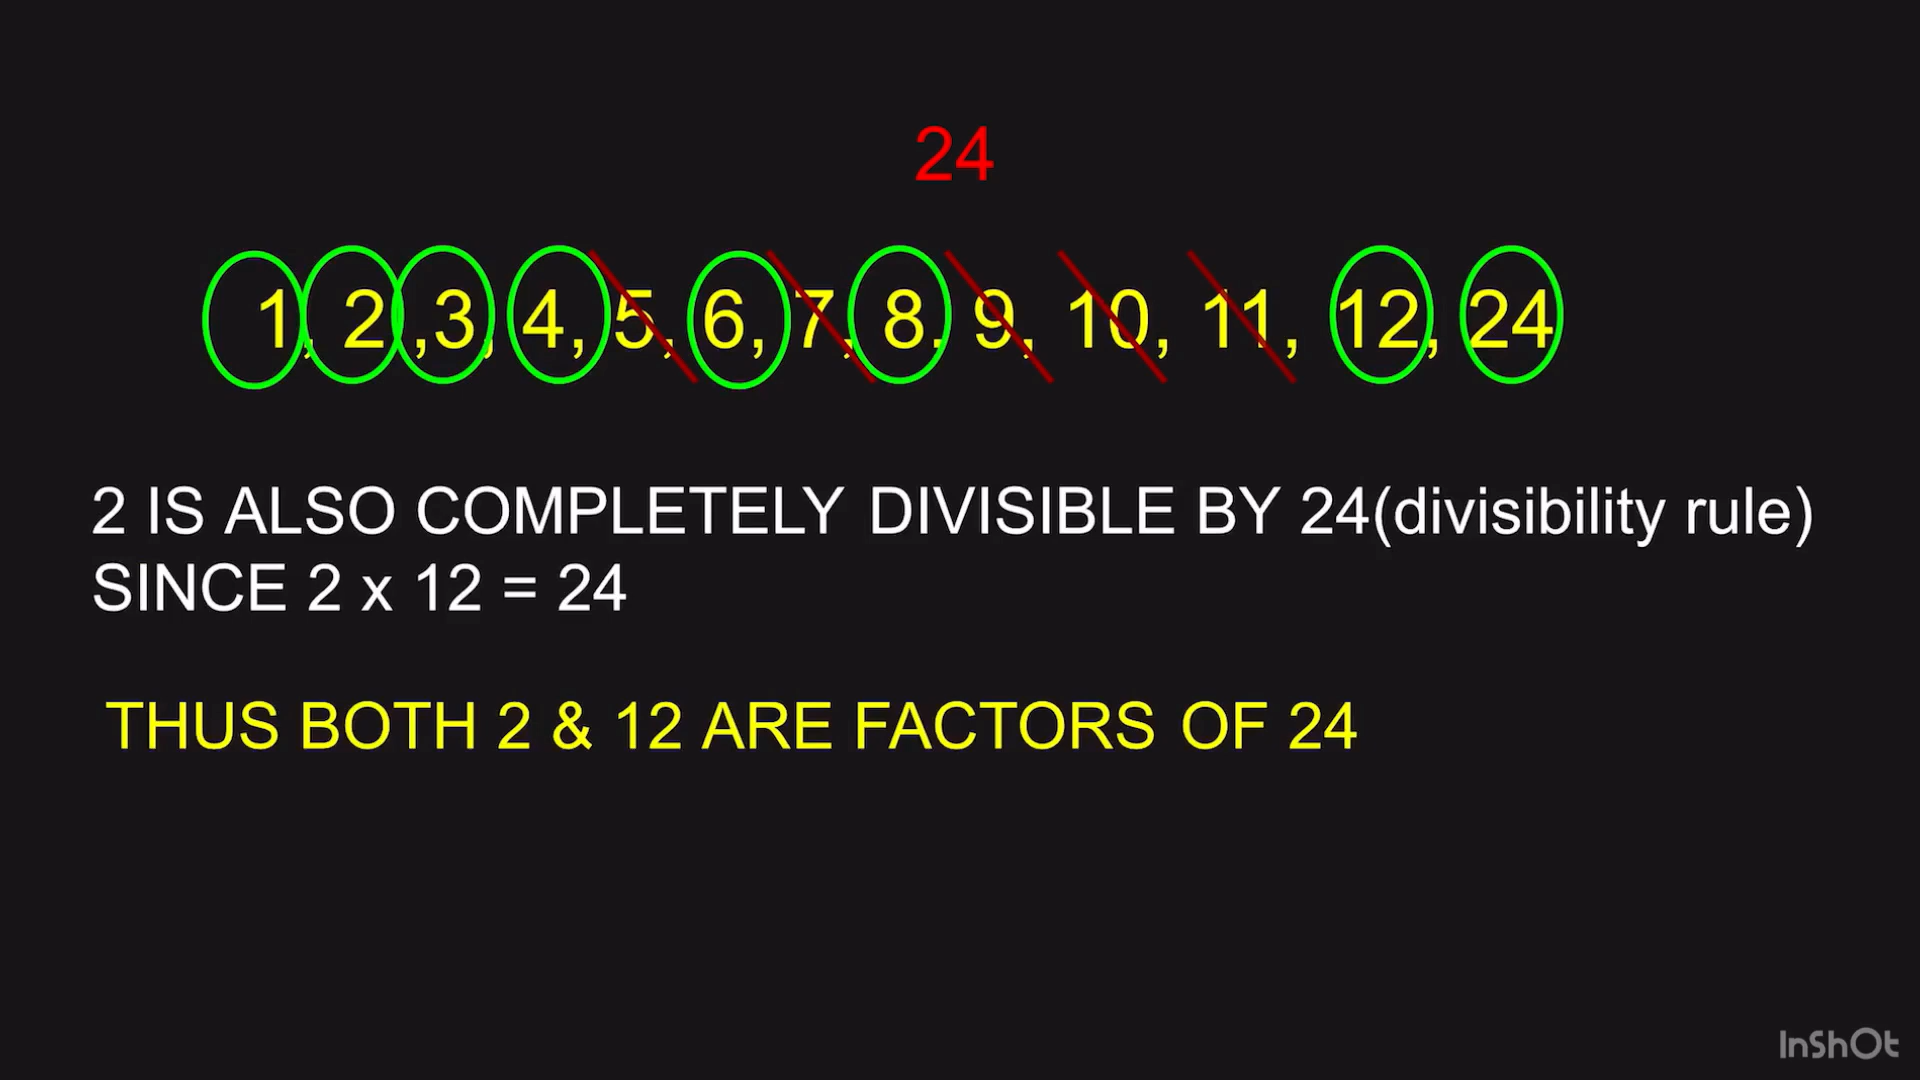 24
1, 2 ,3, 4, 5, 6, 7, 8, 9, 10, 11, 12, 24
2 IS ALSO COMPLETELY DIVISIBLE BY 24(divisibility rule)
SINCE 2 x 12 = 24
THUS BOTH 2 & 12 ARE FACTORS OF 24
InShOt